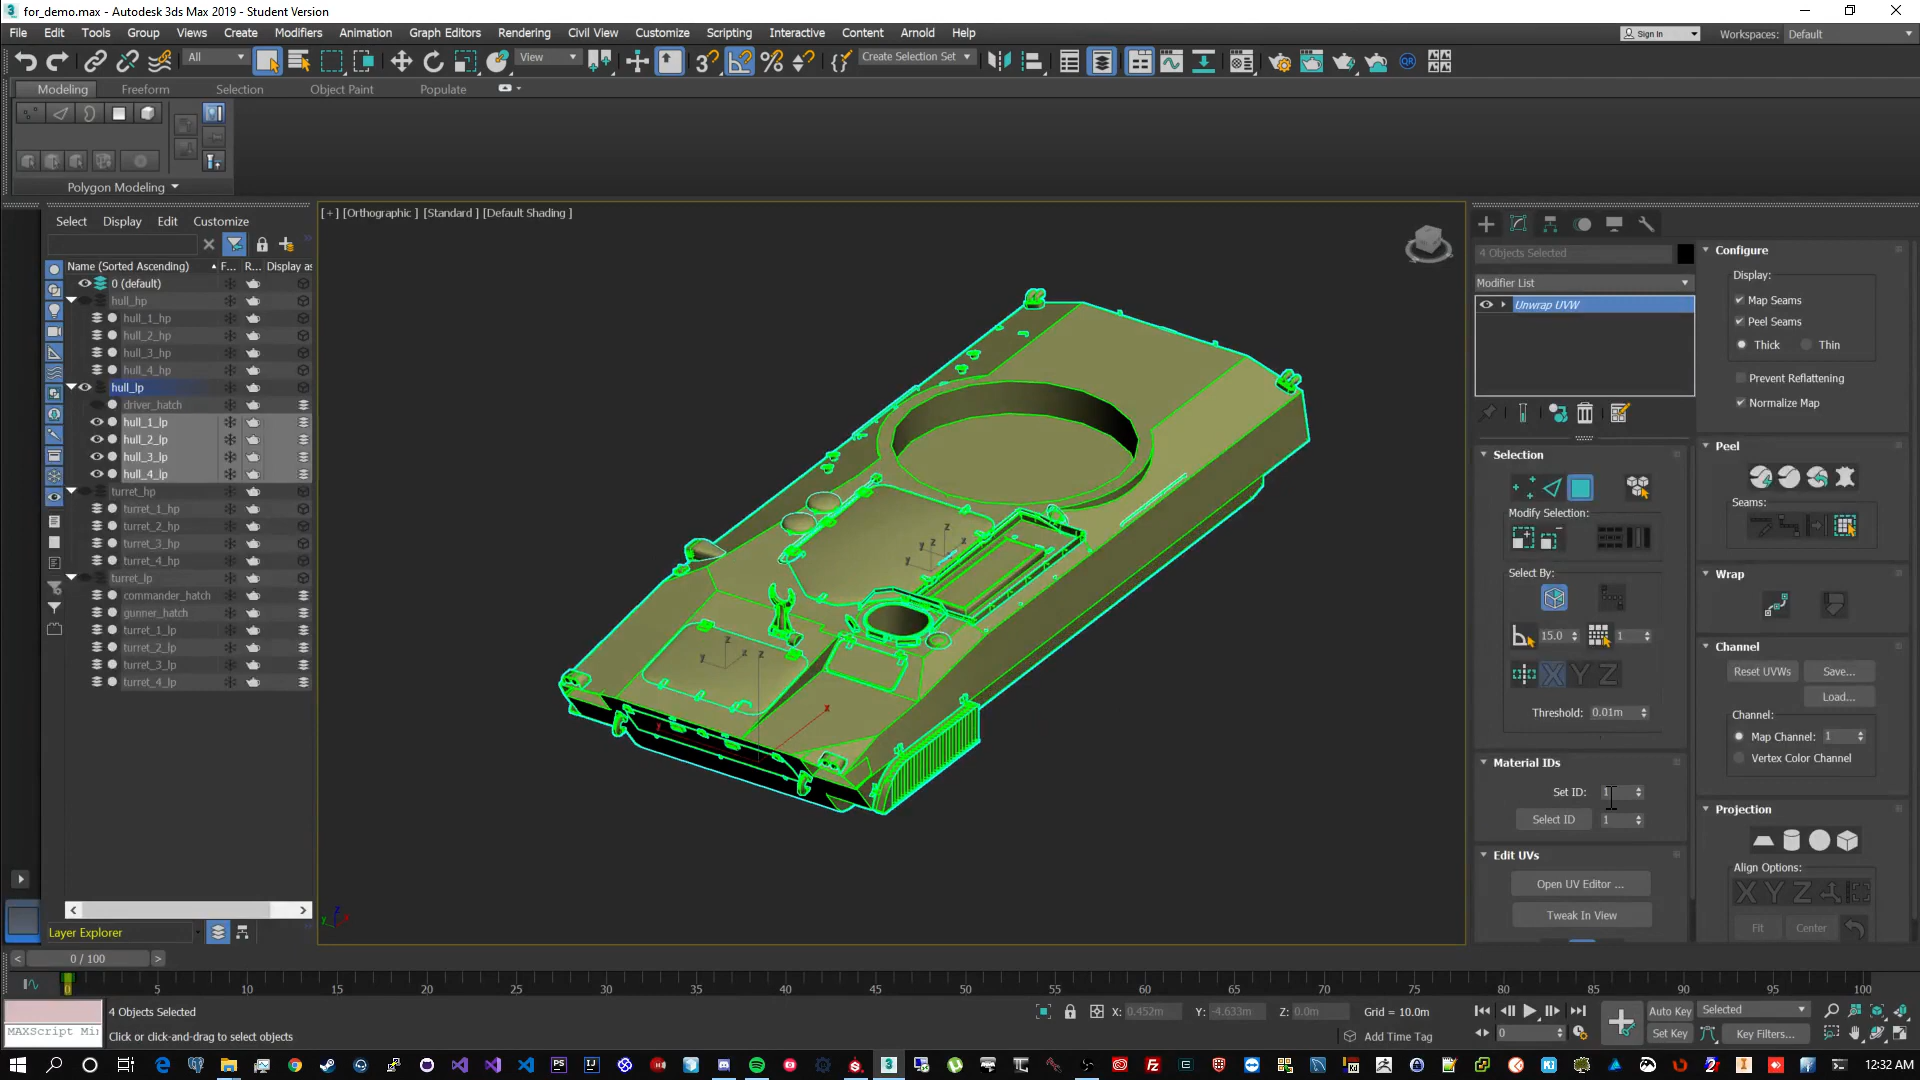 for_demo.max - Autodesk 3ds Max 2019 - Student Version
File Edit Tools Group Views Create Modifiers Animation Graph Editors Rendering Civil View Customize Scripting Interactive Content Arnold Help
Sign In
Workspaces: Default
All
View
Create Selection Set
Modeling Freeform Selection Object Paint Populate
Polygon Modeling
Select Display Edit Customize
Name (Sorted Ascending) F... R... Display as
0 (default)
hull_hp
hull_1_hp
hull_2_hp
hull_3_hp
hull_4_hp
hull_lp
driver_hatch
hull_1_lp
hull_2_lp
hull_3_lp
hull_4_lp
turret_hp
turret_1_hp
turret_2_hp
turret_3_hp
turret_4_hp
turret_lp
commander_hatch
gunner_hatch
turret_1_lp
turret_2_lp
turret_3_lp
turret_4_lp
Layer Explorer
[+] [Orthographic ] [Standard ] [Default Shading ]
4 Objects Selected
Modifier List
Unwrap UVW
Selection
Modify Selection:
Select By:
15.0
1
X Y Z
Threshold: 0.01m
Material IDs
Set ID: 1
Select ID 1
Edit UVs
Open UV Editor ...
Tweak In View
Configure
Display:
Map Seams
Peel Seams
Thick Thin
Prevent Reflattening
Normalize Map
Peel
Seams:
Wrap
Channel
Reset UVWs Save...
Load...
Channel:
Map Channel: 1
Vertex Color Channel
Projection
Align Options:
X Y Z
Fit Center
< 0 / 100 >
0 5 10 15 20 25 30 35 40 45 50 55 60 65 70 75 80 85 90 95 100
4 Objects Selected
MAXScript Mi
Click or click-and-drag to select objects
X: 0.452m Y: -4.633m Z: 0.0m Grid = 10.0m
Add Time Tag
0
Auto Key Selected
Set Key Key Filters...
12:32 AM